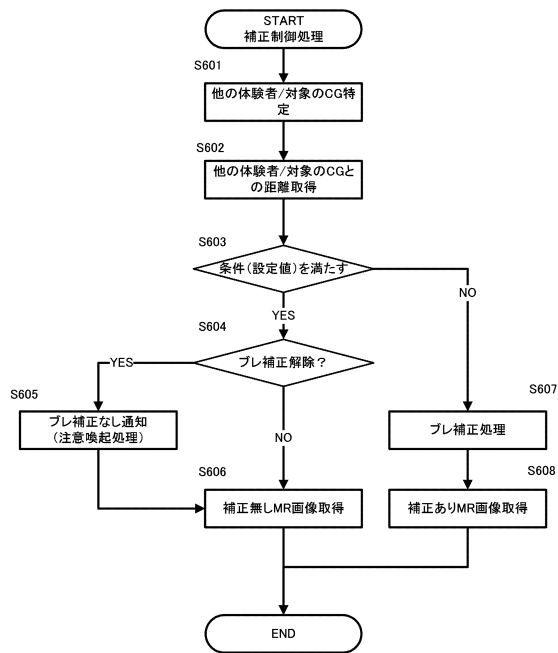 START
補正制御処理
S601
他の体験者/対象のCG特
定
S602
他の体験者/対象のCGと
の距離取得
S603
条件(設定値)を満たす
NO
YES
S604
ブレ補正解除?
YES
S605
ブレ補正なし通知
(注意喚起処理)
NO
S607
ブレ補正処理
S606
補正無しMR画像取得
S608
補正ありMR画像取得
END